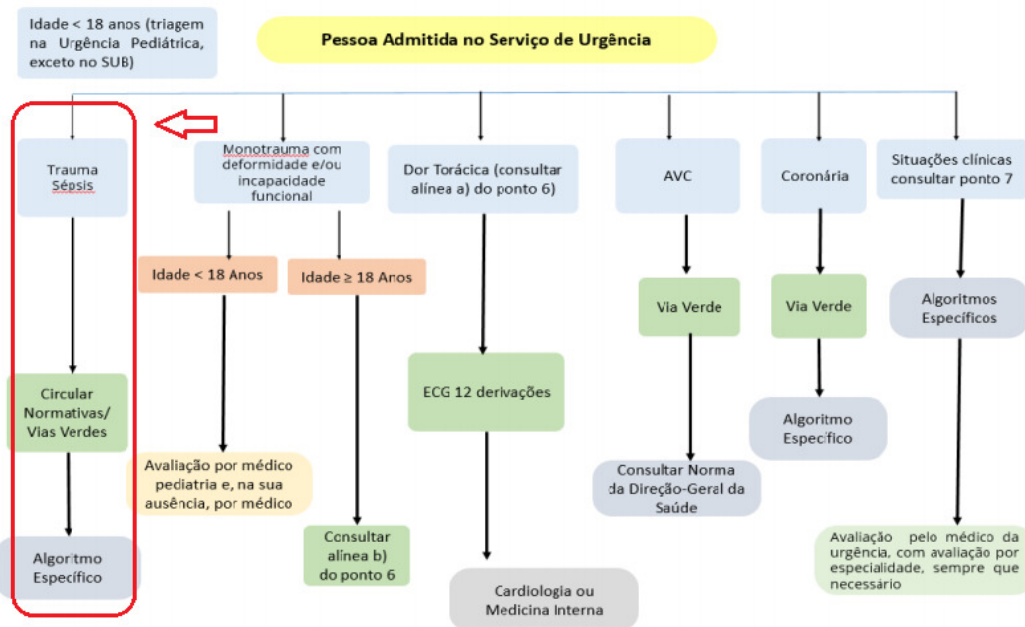 Idade < 18 anos (triagem
na Urgência Pediátrica,
exceto no SUB)
Pessoa Admitida no Serviço de Urgência
Trauma
Sépsis
Monotrauma com
deformidade e/ou
incapacidade
funcional
Dor Torácica (consultar
alínea a) do ponto 6)
AVC
Coronária
Situações clínicas
consultar ponto 7
Idade < 18 Anos
Idade ≥ 18 Anos
Via Verde
Via Verde
Algoritmos
Específicos
Circular
Normativas/
Vias Verdes
ECG 12 derivações
Algoritmo
Específico
Avaliação por médico
pediatria e, na sua
ausência, por médico
Consultar Norma
da Direção-Geral da
Saúde
Algoritmo
Específico
Consultar
alínea b)
do ponto 6
Cardiologia ou
Medicina Interna
Avaliação pelo médico da
urgência, com avaliação por
especialidade, sempre que
necessário